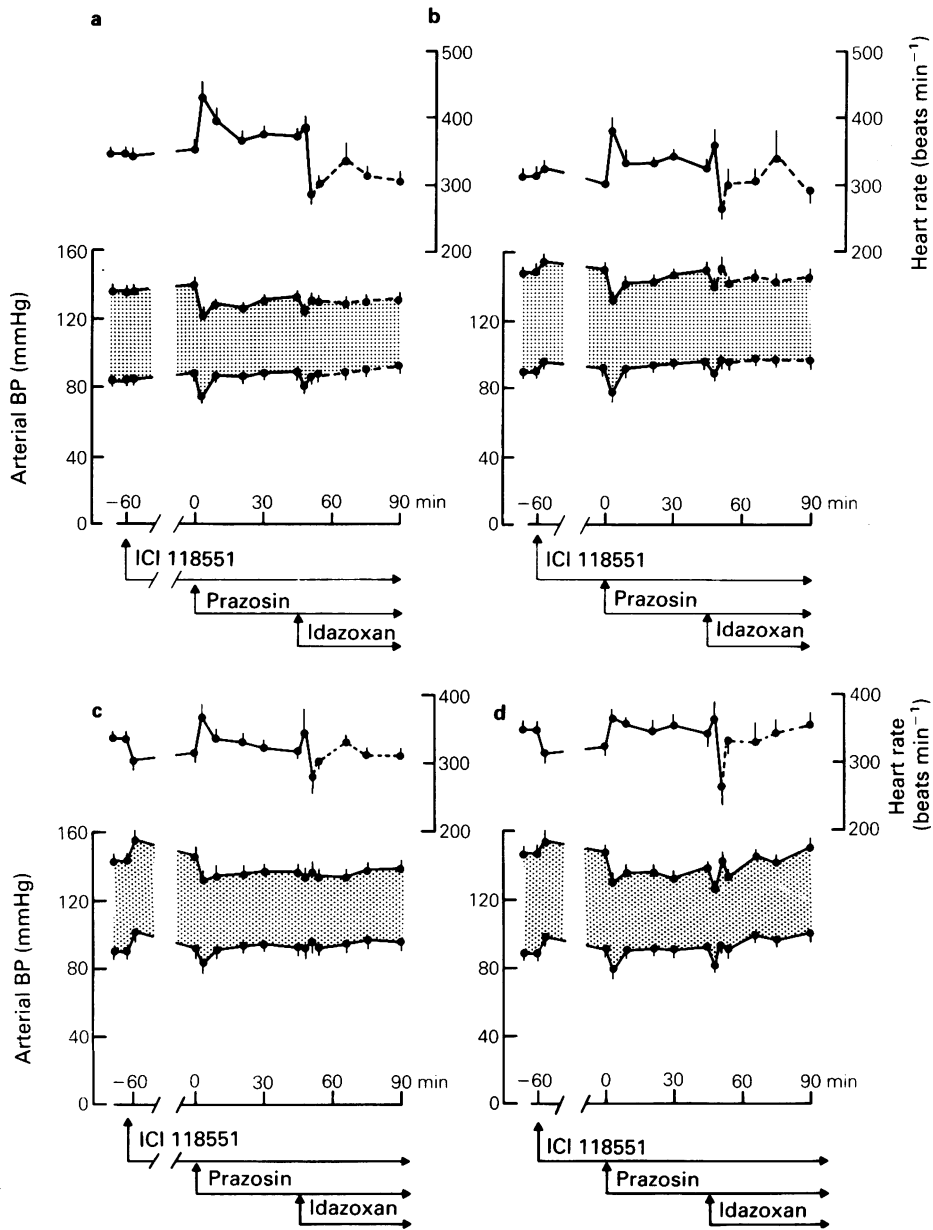 a
b
500
400
300
200
500
400
300
200
Heart rate (beats min⁻¹)
160
120
80
40
0
Arterial BP (mmHg)
120
80
40
0
−60 0 30 60 90 min
−60 0 30 60 90 min
ICI 118551
Prazosin
Idazoxan
ICI 118551
Prazosin
Idazoxan
c
d
400
300
200
400
300
200
Heart rate
(beats min⁻¹)
160
120
80
40
0
Arterial BP (mmHg)
120
80
40
0
−60 0 30 60 90 min
−60 0 30 60 90 min
ICI 118551
Prazosin
Idazoxan
ICI 118551
Prazosin
Idazoxan